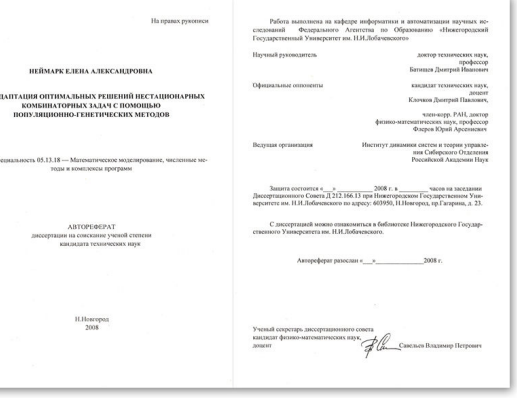 На правах рукописи
НЕЙМАРК ЕЛЕНА АЛЕКСАНДРОВНА
ДАПТАЦИЯ ОПТИМАЛЬНЫХ РЕШЕНИЙ НЕСТАЦИОНАРНЫХ
КОМБИНАТОРНЫХ ЗАДАЧ С ПОМОЩЬЮ
ПОПУЛЯЦИОННО-ГЕНЕТИЧЕСКИХ МЕТОДОВ
ециальность 05.13.18 — Математическое моделирование, численные ме-
тоды и комплексы программ
АВТОРЕФЕРАТ
диссертации на соискание ученой степени
кандидата технических наук
Н.Новгород
2008
Работа выполнена на кафедре информатики и автоматизации научных ис-
следований Федерального Агентства по Образованию «Нижегородский
Государственный Университет им. Н.И.Лобачевского»
Научный руководитель
доктор технических наук,
профессор
Батищев Дмитрий Иванович
Официальные оппоненты
кандидат технических наук,
доцент
Клочков Дмитрий Павлович,
член-корр. РАН, доктор
физико-математических наук, профессор
Флеров Юрий Арсениевич
Ведущая организация
Институт динамики систем и теории управле-
ния Сибирского Отделения
Российской Академии Наук
Защита состоится «___» ________ 2008 г. в ________ часов на заседании
Диссертационного Совета Д 212.166.13 при Нижегородском Государственном Уни-
верситете им. Н.И.Лобачевского по адресу: 603950, Н.Новгород, пр.Гагарина, д. 23.
С диссертацией можно ознакомиться в библиотеке Нижегородского Государ-
ственного Университета им. Н.И. Лобачевского.
Автореферат разослан «___»______________2008 г.
Ученый секретарь диссертационного совета
кандидат физико-математических наук,
доцент
Савельев Владимир Петрович